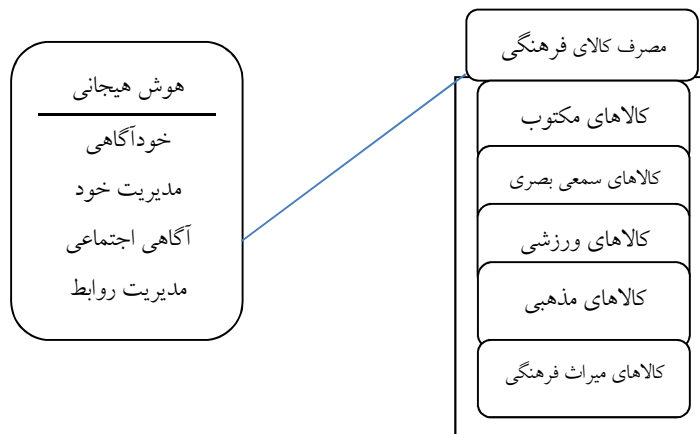 مصرف کالای فرهنگی
کالاهای مکتوب
کالاهای سمعی بصری
کالاهای ورزشی
کالاهای مذهبی
کالاهای میراث فرهنگی
هوش هیجانی
خودآگاهی
مدیریت خود
آگاهی اجتماعی
مدیریت روابط